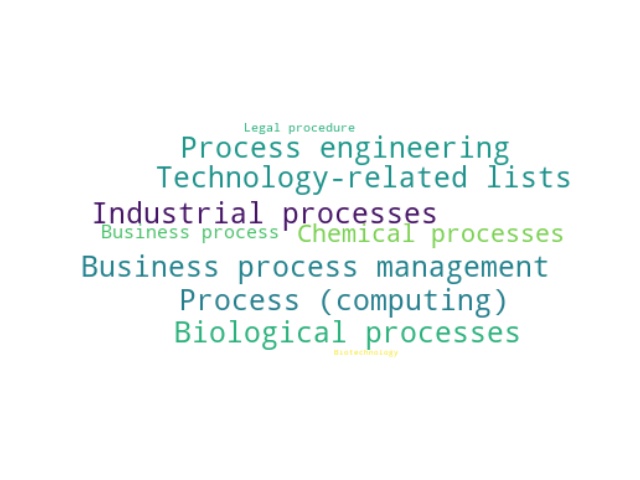 Legal procedure
Process engineering
Technology-related lists
Industrial processes
Business process
Chemical processes
Business process management
Process (computing)
Biological processes
Biotechnology